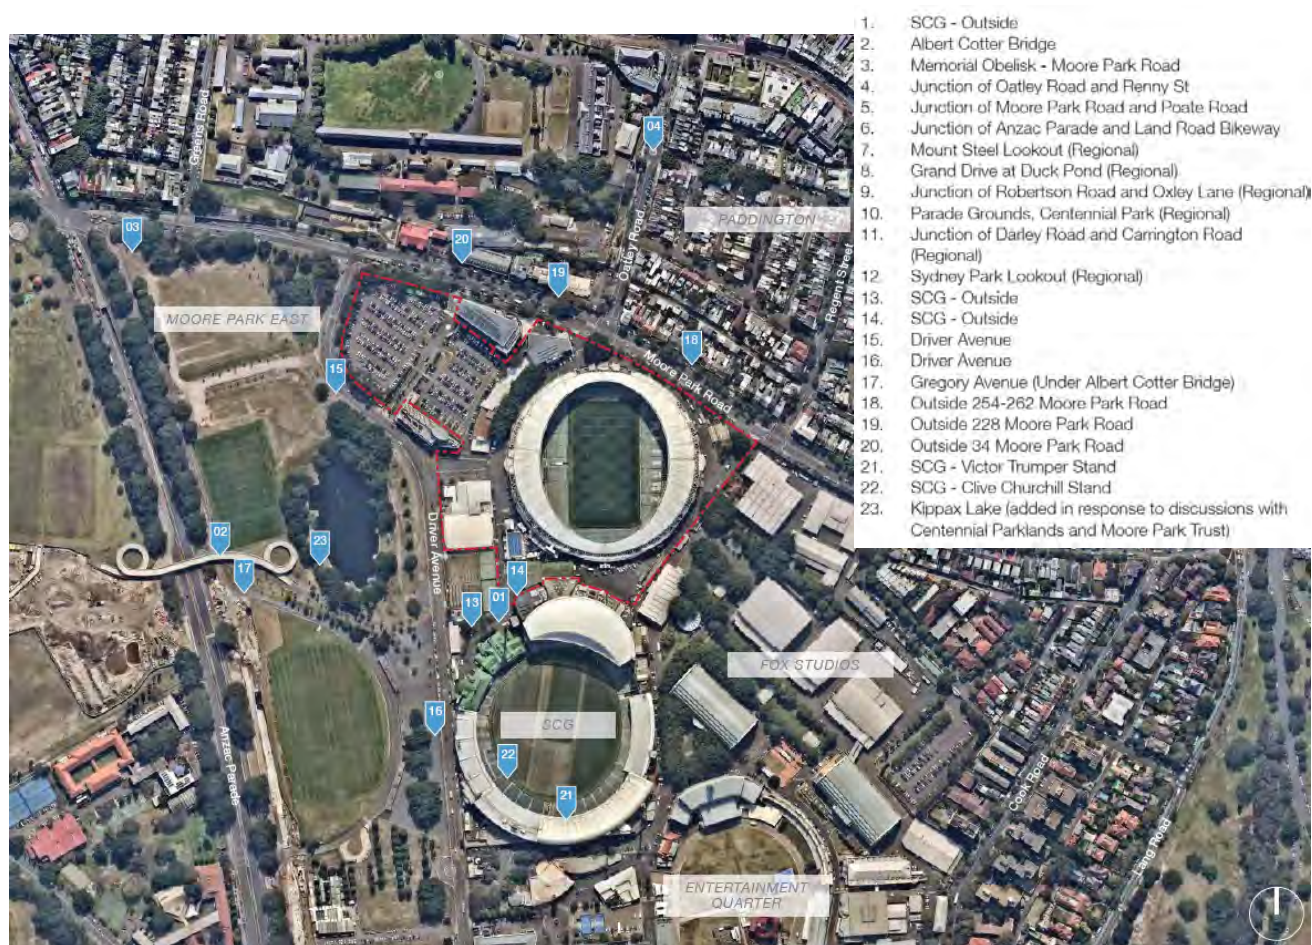 1. SCG - Outside
2. Albert Cotter Bridge
3. Memorial Obelisk - Moore Park Road
4. Junction of Oatley Road and Renny St
5. Junction of Moore Park Road and Poate Road
6. Junction of Anzac Parade and Land Road Bikeway
7. Mount Steel Lookout (Regional)
8. Grand Drive at Duck Pond (Regional)
9. Junction of Robertson Road and Oxley Lane (Regional)
10. Parade Grounds, Centennial Park (Regional)
11. Junction of Darley Road and Carrington Road
(Regional)
12. Sydney Park Lookout (Regional)
13. SCG - Outside
14. SCG - Outside
15. Driver Avenue
16. Driver Avenue
17. Gregory Avenue (Under Albert Cotter Bridge)
18. Outside 254-262 Moore Park Road
19. Outside 228 Moore Park Road
20. Outside 34 Moore Park Road
21. SCG - Victor Trumper Stand
22. SCG - Clive Churchill Stand
23. Kippax Lake (added in response to discussions with
Centennial Parklands and Moore Park Trust)
Greens Road
04
03
20
Oatley Road
PADDINGTON
19
Regent Street
MOORE PARK EAST
18
15
Moore Park Road
02
23
17
Driver Avenue
14
13
01
FOX STUDIOS
16
SCG
Anzac Parade
22
21
Cook Road
Lang Road
ENTERTAINMENT
QUARTER